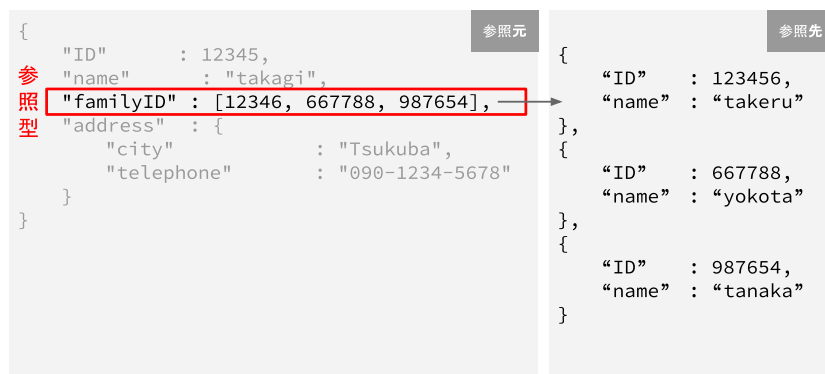 参照元
{
"ID" : 12345,
"name" : "takagi",
"familyID" : [12346, 667788, 987654],
"address" : {
"city" : "Tsukuba",
"telephone" : "090-1234-5678"
}
}
参照型
参照先
{
“ID” : 123456,
“name” : “takeru”
},
{
“ID” : 667788,
“name” : “yokota”
},
{
“ID” : 987654,
“name” : “tanaka”
}